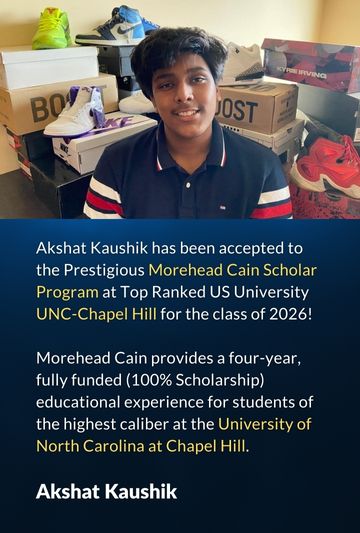 KYRIE IRVING
BOOST
BOOST
Akshat Kaushik has been accepted to
the Prestigious Morehead Cain Scholar
Program at Top Ranked US University
UNC-Chapel Hill for the class of 2026!
Morehead Cain provides a four-year,
fully funded (100% Scholarship)
educational experience for students of
the highest caliber at the University of
North Carolina at Chapel Hill.
Akshat Kaushik